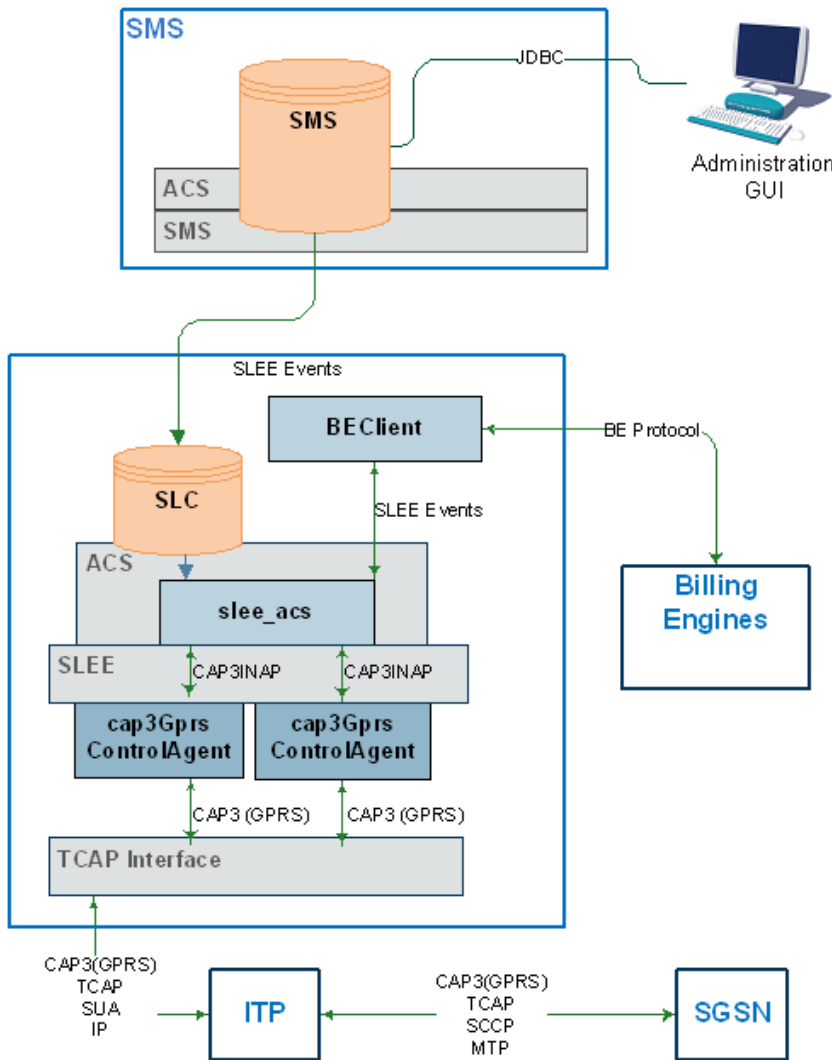 SMS
JDBC
SMS
Administration
GUI
ACS
SMS
SLEE Events
BEClient
BE Protocol
SLC
SLEE Events
ACS
slee_acs
Billing
Engines
SLEE
CAP3INAP
CAP3INAP
cap3Gprs
ControlAgent
cap3Gprs
ControlAgent
CAP3 (GPRS)
CAP3 (GPRS)
TCAP Interface
CAP3(GPRS)
TCAP
SUA
IP
ITP
CAP3(GPRS)
TCAP
SCCP
MTP
SGSN